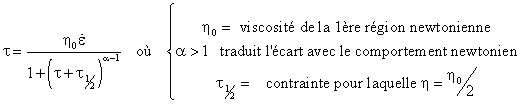 η₀ = viscosité de la 1ère région newtonienne
τ = η₀ε̇ / (1+(τ+τ½)^(α−1)) où α > 1 traduit l'écart avec le comportement newtonien
τ½ = contrainte pour laquelle η = η₀/2